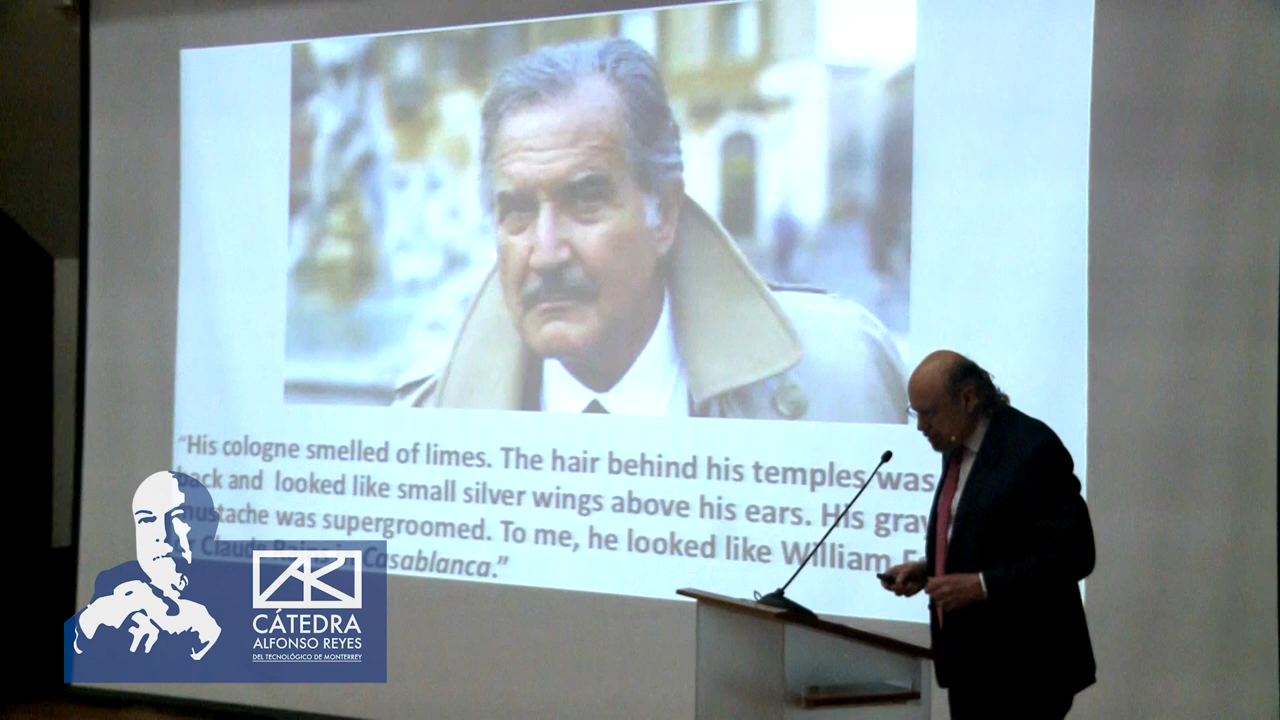 “His cologne smelled of limes. The hair behind his temples was
back and looked like small silver wings above his ears. His gray
mustache was supergroomed. To me, he looked like William
Claude Rains in Casablanca.”
AR
CÁTEDRA
ALFONSO REYES
DEL TECNOLÓGICO DE MONTERREY